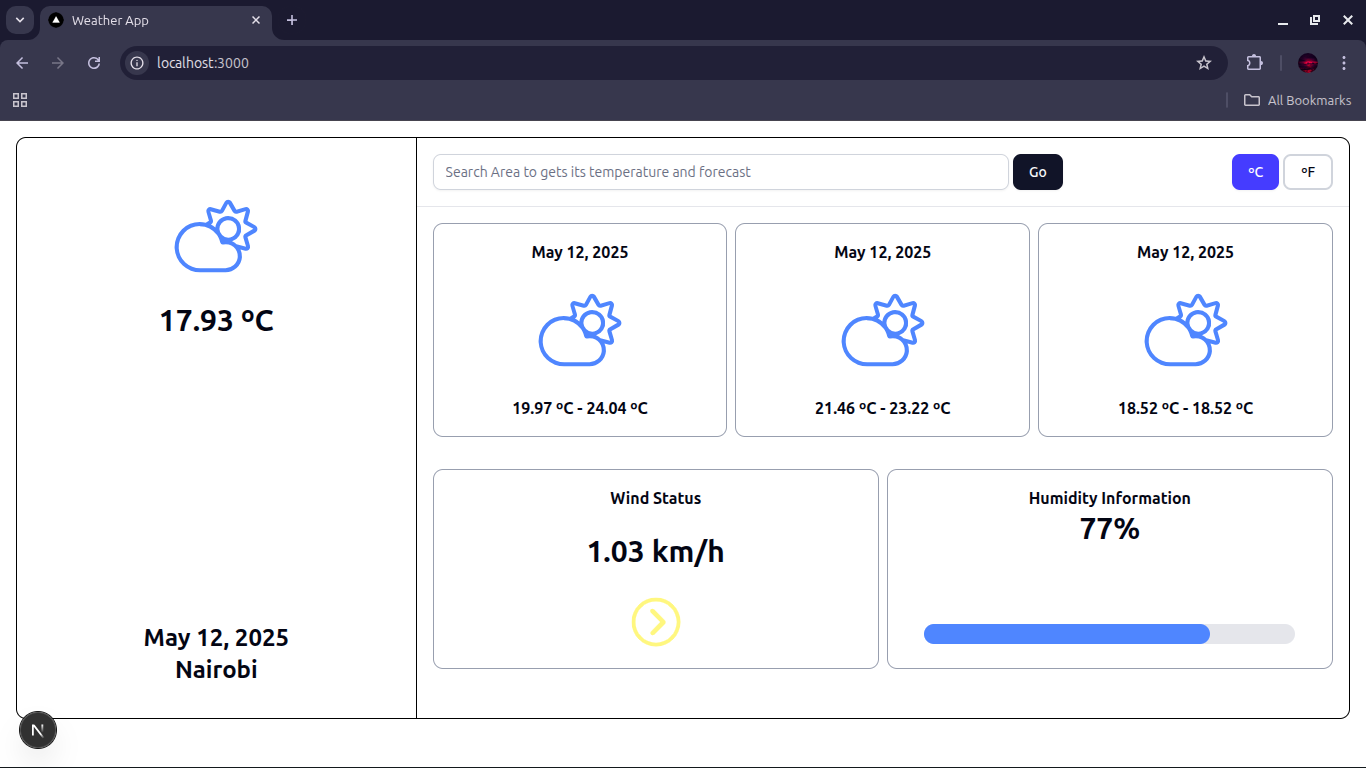 Weather App
localhost:3000
All Bookmarks
17.93 ºC
May 12, 2025
Nairobi
Search Area to gets its temperature and forecast
Go
ºC
ºF
May 12, 2025
19.97 ºC - 24.04 ºC
May 12, 2025
21.46 ºC - 23.22 ºC
May 12, 2025
18.52 ºC - 18.52 ºC
Wind Status
1.03 km/h
Humidity Information
77%
N